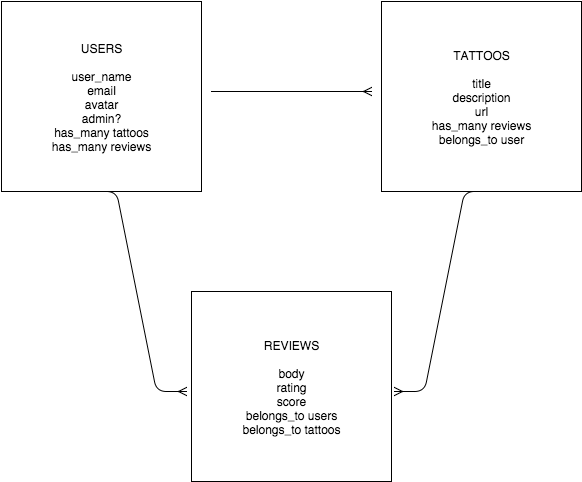 USERS
user_name
email
avatar
admin?
has_many tattoos
has_many reviews
TATTOOS
title
description
url
has_many reviews
belongs_to user
REVIEWS
body
rating
score
belongs_to users
belongs_to tattoos